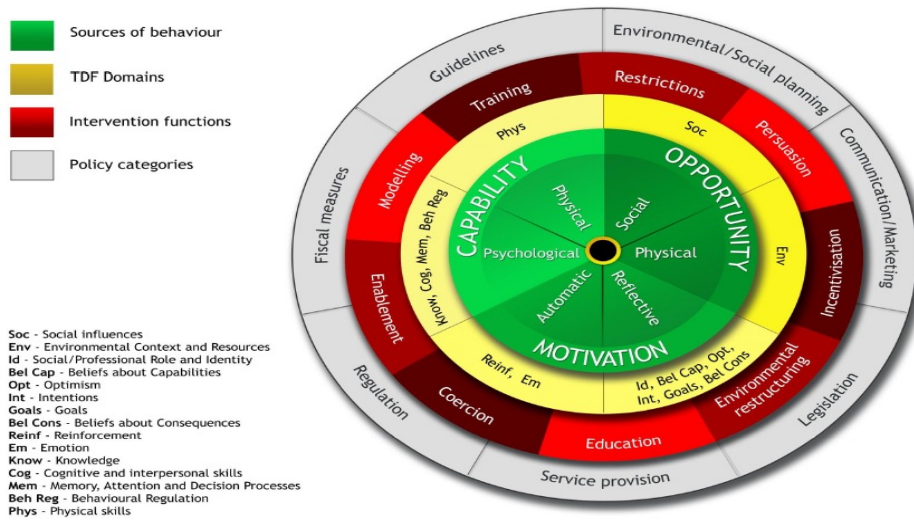 Sources of behaviour
TDF Domains
Intervention functions
Policy categories
Soc - Social influences
Env - Environmental Context and Resources
Id - Social/Professional Role and Identity
Bel Cap - Beliefs about Capabilities
Opt - Optimism
Int - Intentions
Goals - Goals
Bel Cons - Beliefs about Consequences
Reinf - Reinforcement
Em - Emotion
Know - Knowledge
Cog - Cognitive and interpersonal skills
Mem - Memory, Attention and Decision Processes
Beh Reg - Behavioural Regulation
Phys - Physical skills
Guidelines
Environmental/Social planning
Communication/Marketing
Legislation
Service provision
Regulation
Fiscal measures
Training
Restrictions
Persuasion
Incentivisation
Environmental
restructuring
Education
Coercion
Enablement
Modelling
Phys
Soc
Env
Id, Bel Cap, Opt,
Int, Goals, Bel Cons
Reinf, Em
Know, Cog, Mem, Beh Reg
CAPABILITY
OPPORTUNITY
MOTIVATION
Physical
Social
Psychological
Physical
Automatic
Reflective